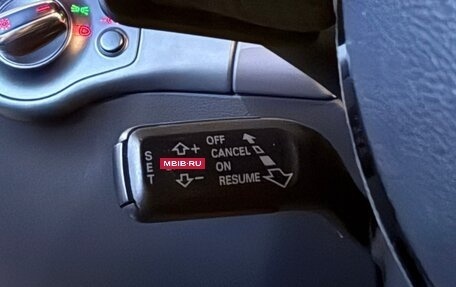 OFF
CANCEL
ON
RESUME
SET
+
−
MBIB·RU